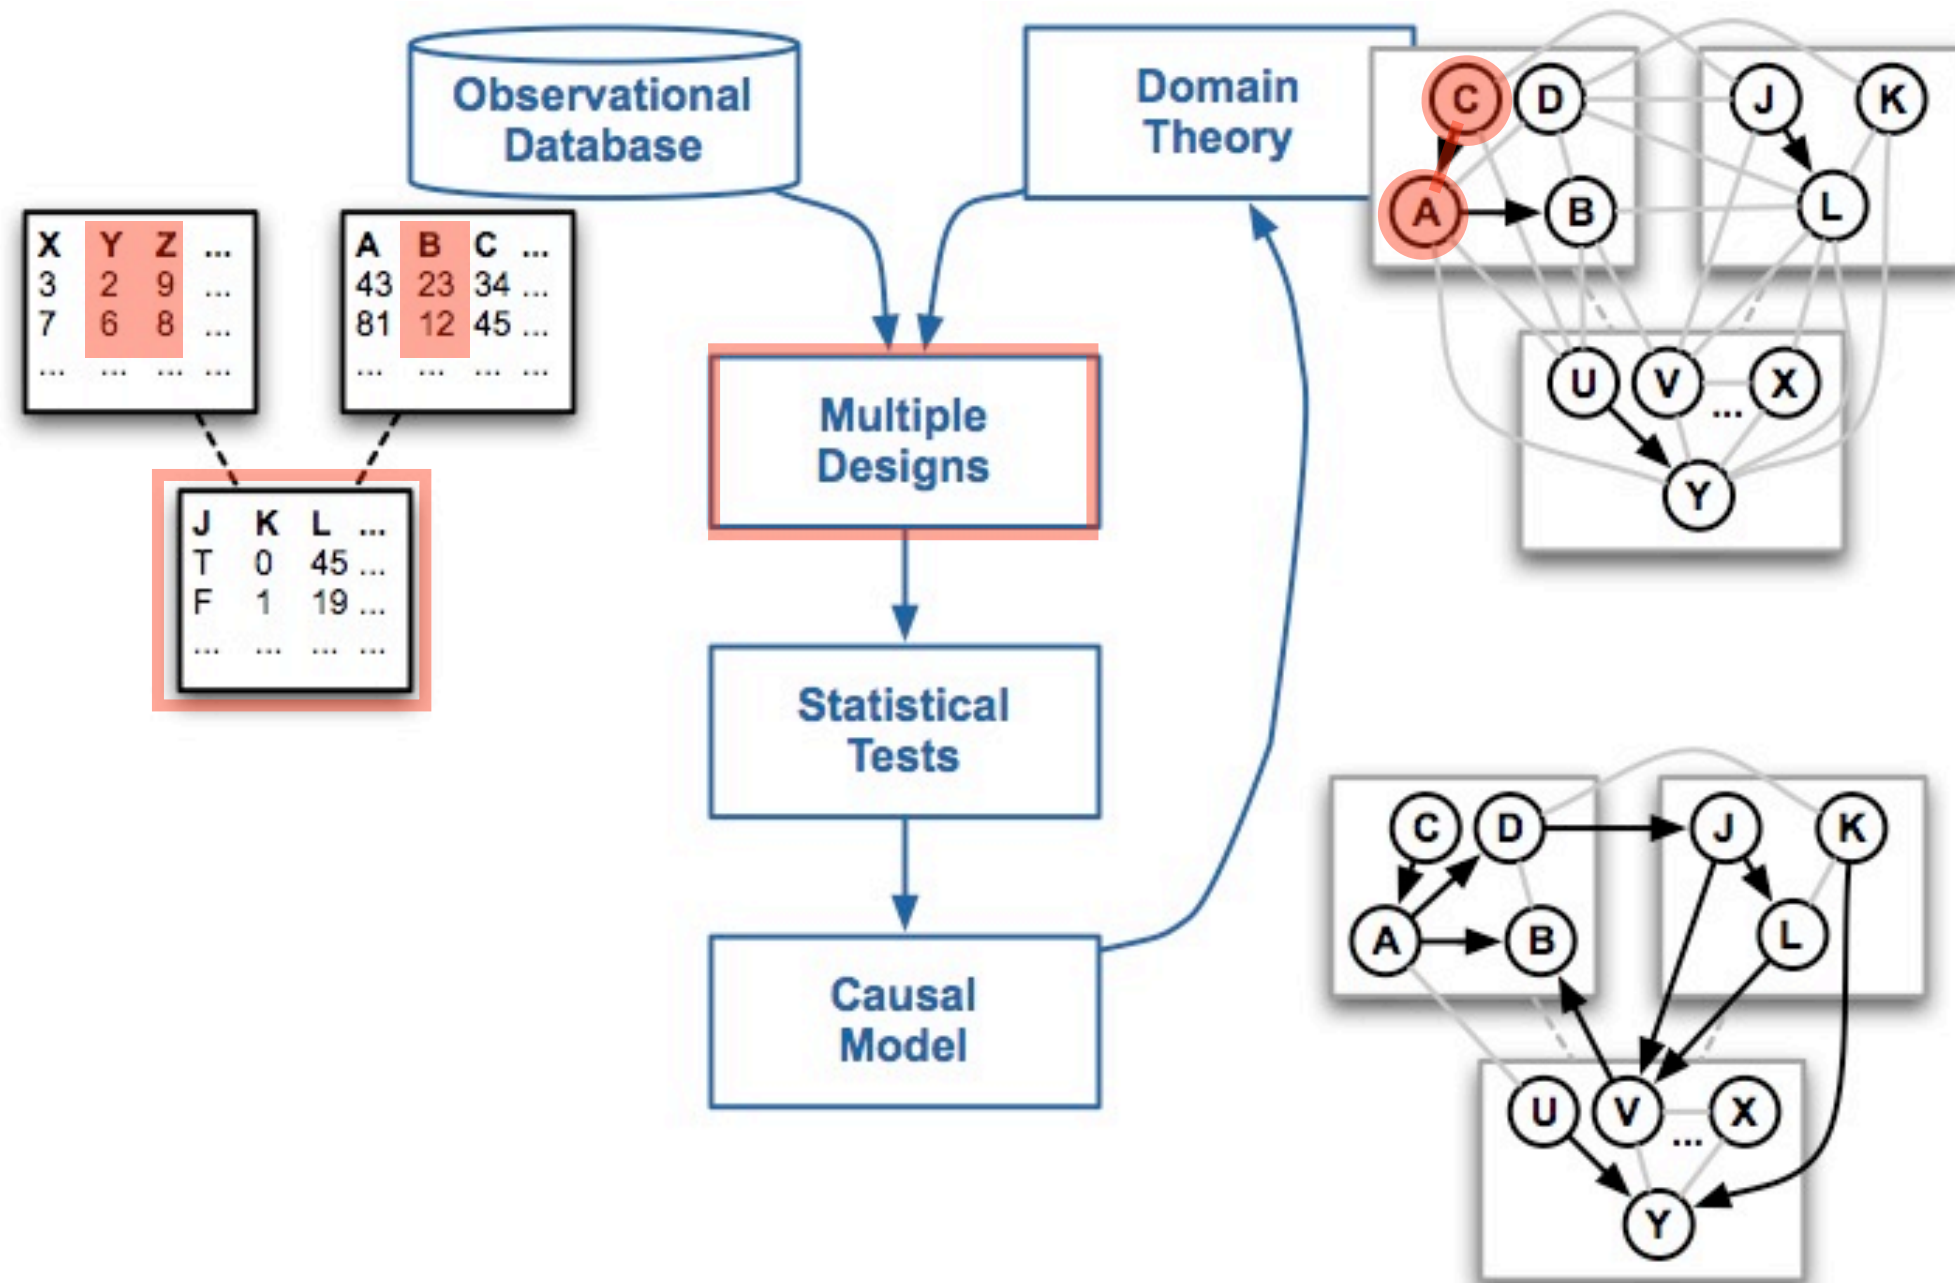 Observational
Database
Domain
Theory
X Y Z ...
3 2 9 ...
7 6 8 ...
... ... ... ...
A B C ...
43 23 34 ...
81 12 45 ...
... ... ... ...
J K L ...
T 0 45 ...
F 1 19 ...
... ... ... ...
Multiple
Designs
Statistical
Tests
Causal
Model
C D J K
A B L
U V ... X
Y
C D J K
A B L
U V ... X
Y